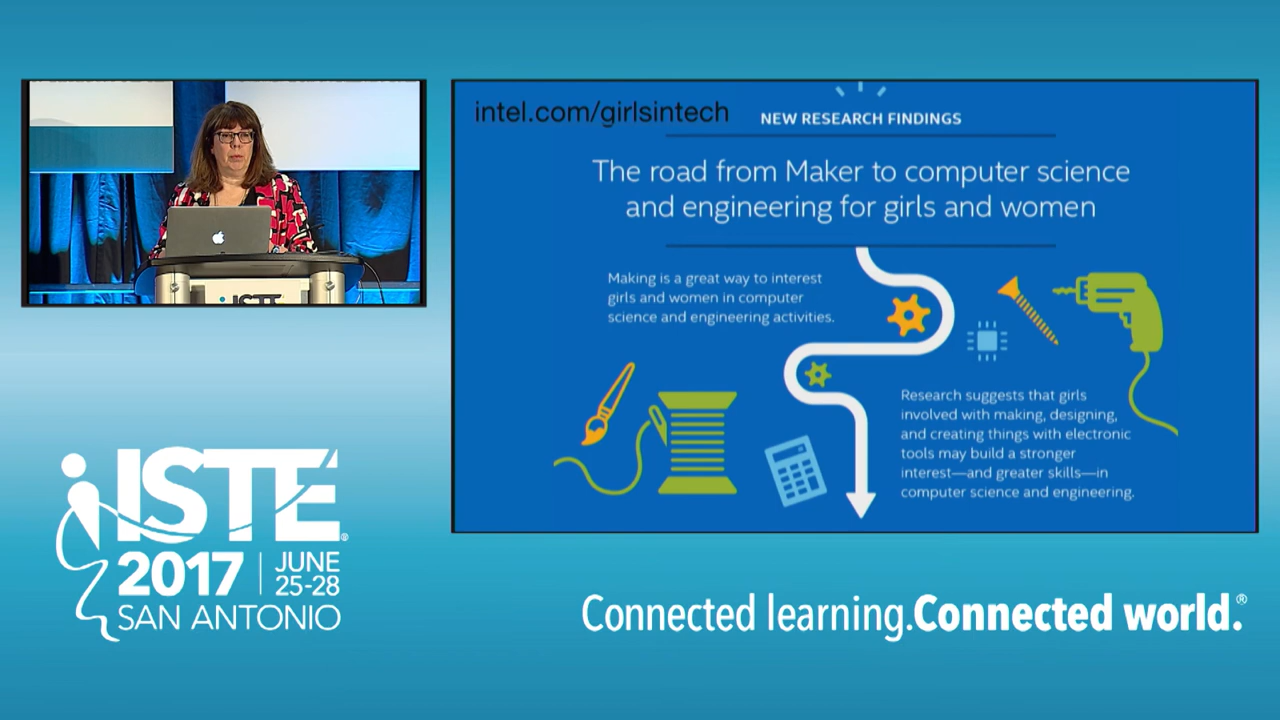 intel.com/girlsintech
NEW RESEARCH FINDINGS
The road from Maker to computer science
and engineering for girls and women
Making is a great way to interest
girls and women in computer
science and engineering activities.
Research suggests that girls
involved with making, designing,
and creating things with electronic
tools may build a stronger
interest—and greater skills—in
computer science and engineering.
ISTE
ISTE®
2017 | JUNE
25-28
SAN ANTONIO
Connected learning.Connected world.®